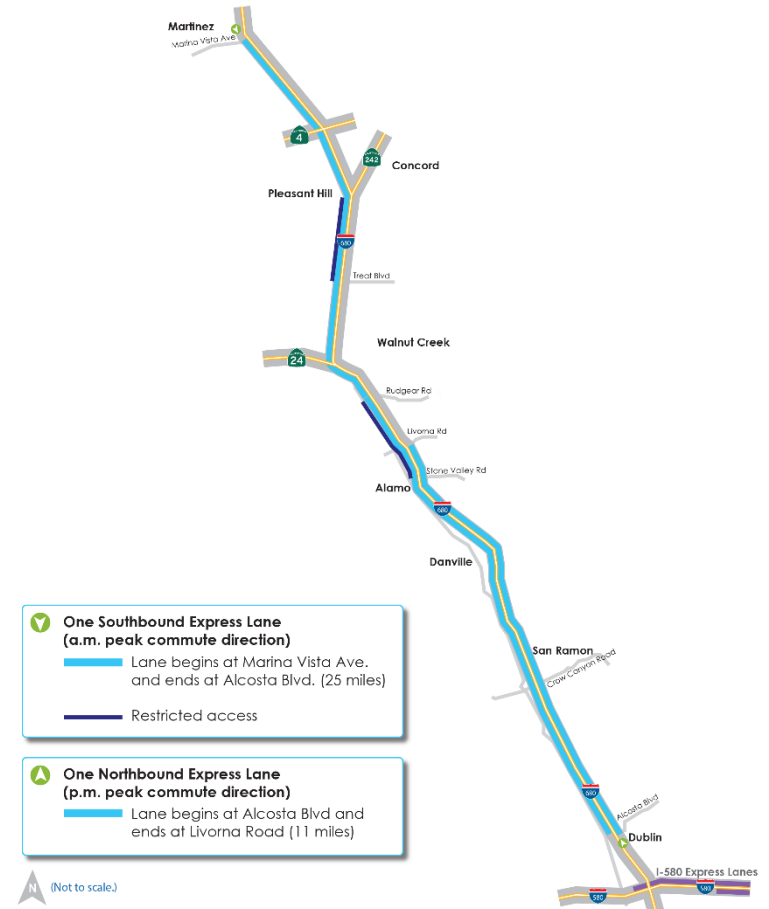 Martinez
Marina Vista Ave
4
242
Concord
Pleasant Hill
680
Treat Blvd
Walnut Creek
24
Rudgear Rd
Livorna Rd
Stone Valley Rd
Alamo
680
Danville
One Southbound Express Lane
(a.m. peak commute direction)
Lane begins at Marina Vista Ave.
and ends at Alcosta Blvd. (25 miles)
Restricted access
San Ramon
Crow Canyon Road
One Northbound Express Lane
(p.m. peak commute direction)
Lane begins at Alcosta Blvd and
ends at Livorna Road (11 miles)
680
Alcosta Blvd
Dublin
I-580 Express Lanes
580
580
N
(Not to scale.)